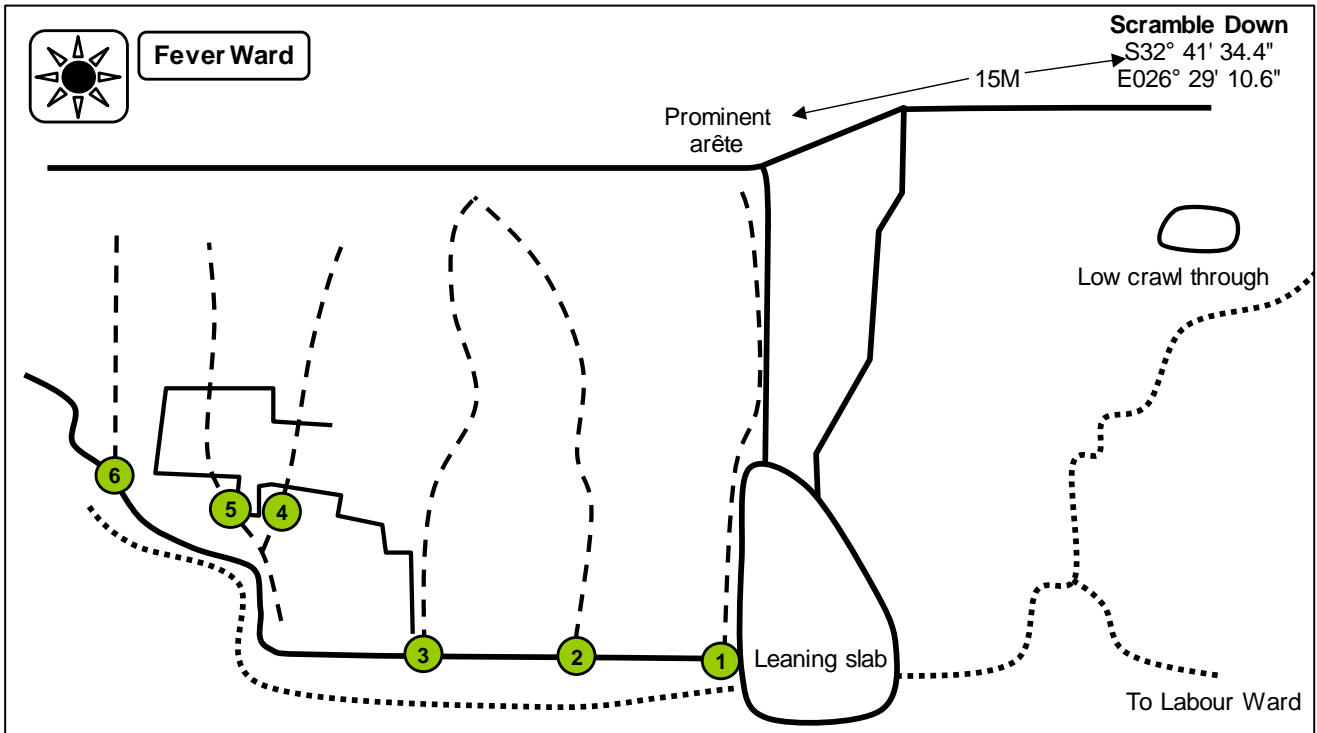 Fever Ward
Scramble Down
S32° 41' 34.4"
E026° 29' 10.6"
15M
Prominent
arête
Low crawl through
6
5
4
3
2
1
Leaning slab
To Labour Ward